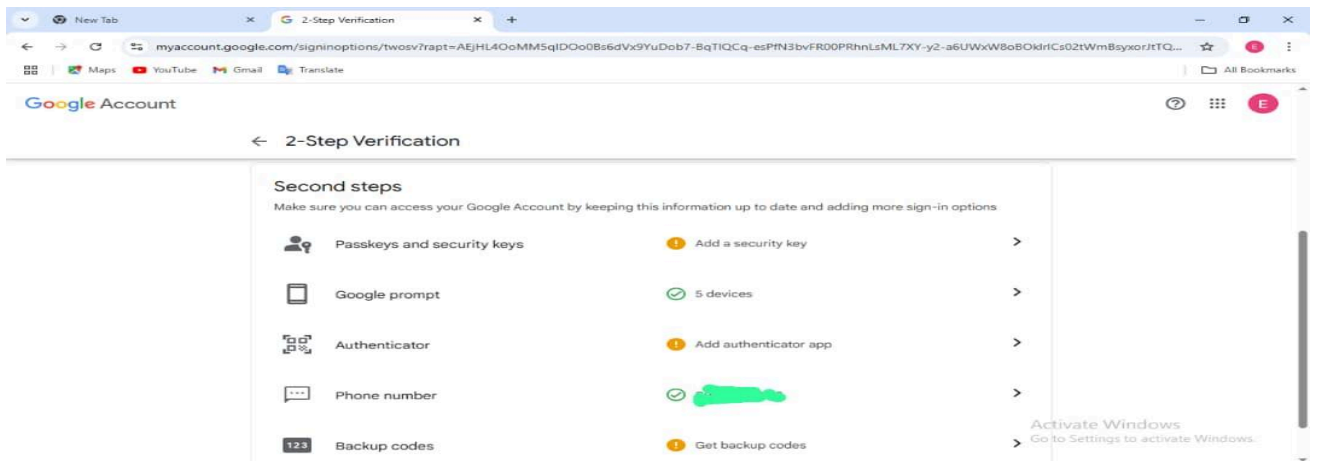 New Tab
2-Step Verification
myaccount.google.com/signinoptions/twosv?rapt=AEjHL4OoMM5qIDOo0Bs6dVx9YuDob7-BqTIQCq-esPfN3bvFR00PRhnLsML7XY-y2-a6UWxW8oBOkIrlCs02tWmBsyxorJtTQ...
E
Maps YouTube Gmail Translate
All Bookmarks
Google Account
E
2-Step Verification
Second steps
Make sure you can access your Google Account by keeping this information up to date and adding more sign-in options
Passkeys and security keys Add a security key
Google prompt 5 devices
Authenticator Add authenticator app
Phone number
123 Backup codes Get backup codes
Activate Windows
Go to Settings to activate Windows.